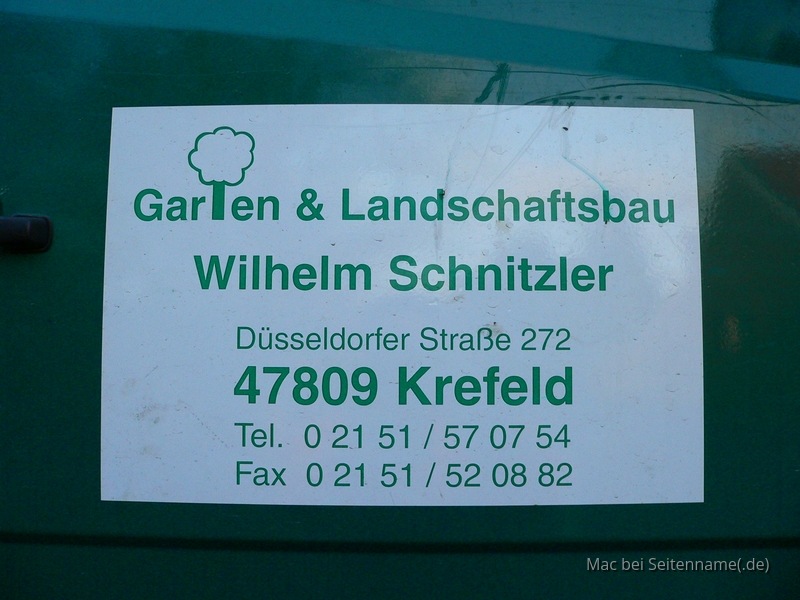 Garten & Landschaftsbau
Wilhelm Schnitzler
Düsseldorfer Straße 272
47809 Krefeld
Tel. 0 21 51 / 57 07 54
Fax 0 21 51 / 52 08 82
Mac bei Seitenname(.de)